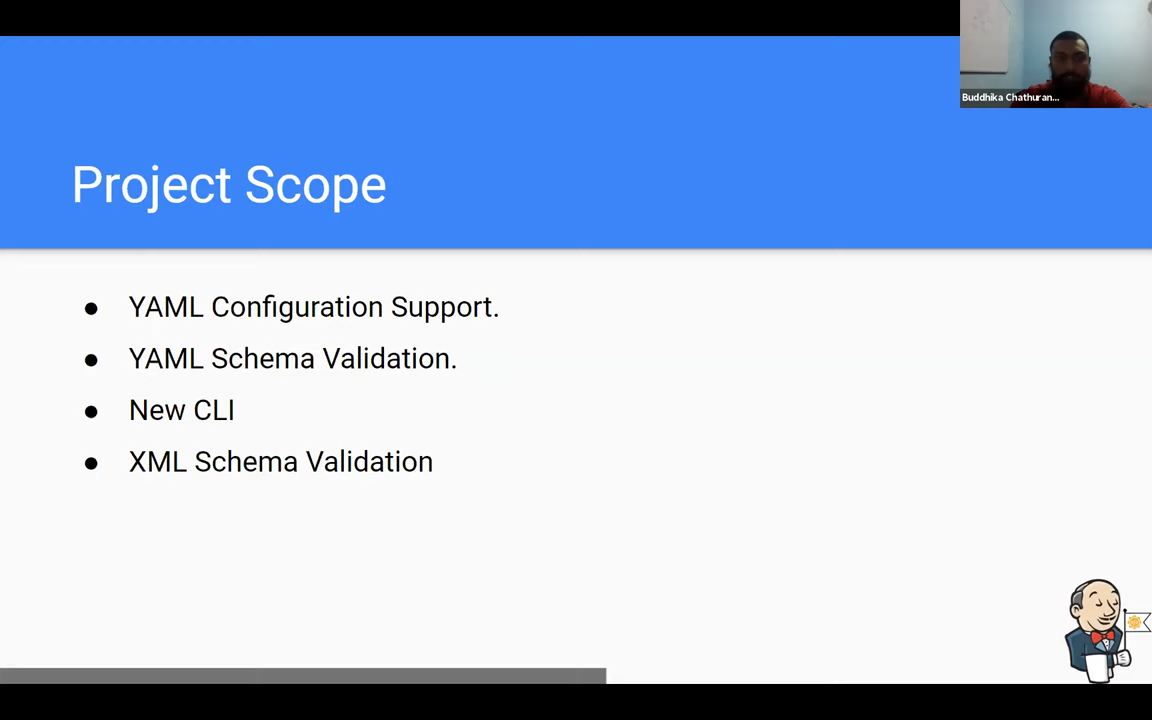 Buddhika Chathuran...
Project Scope
● YAML Configuration Support.
● YAML Schema Validation.
● New CLI
● XML Schema Validation